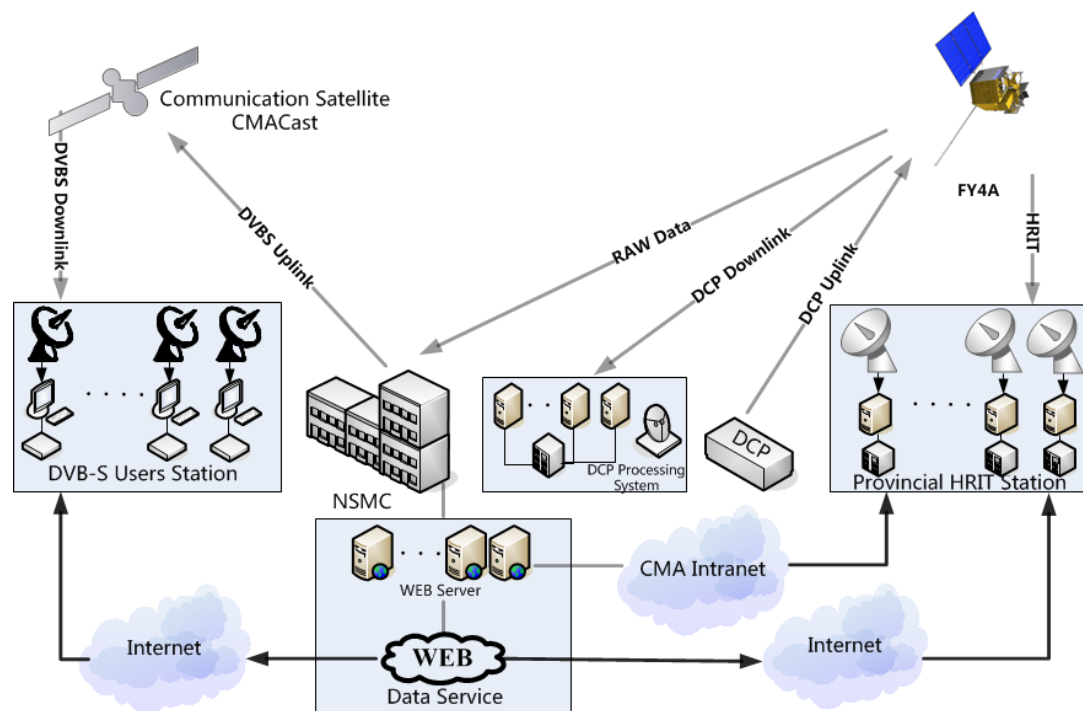 Communication Satellite
CMACast
FY4A
DVBS Downlink
DVBS Uplink
RAW Data
DCP Downlink
DCP Uplink
HRIT
DVB-S Users Station
NSMC
DCP Processing
System
DCP
Provincial HRIT Station
WEB Server
CMA Intranet
Internet
WEB
Data Service
Internet